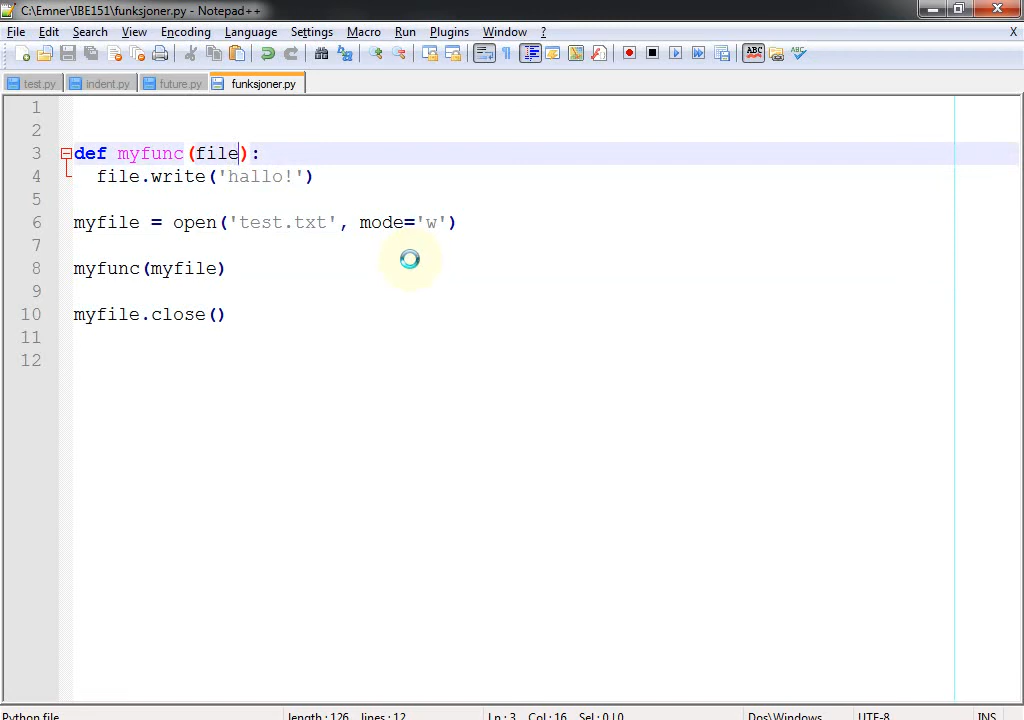 C:\Emner\IBE151\funksjoner.py - Notepad++
File Edit Search View Encoding Language Settings Macro Run Plugins Window ? X
ABC ABC
test.py indent.py future.py funksjoner.py
1
2
3 def myfunc(file):
4 file.write('hallo!')
5
6 myfile = open('test.txt', mode='w')
7
8 myfunc(myfile)
9
10 myfile.close()
11
12
Python file length : 126 lines : 12 Ln : 3 Col : 16 Sel : 0 | 0 Dos\Windows UTF-8 INS